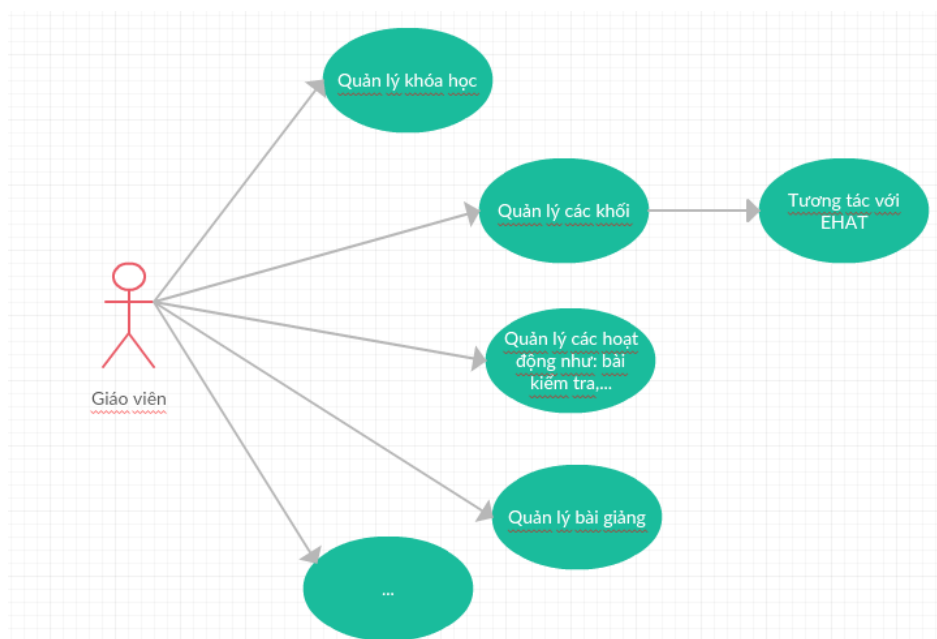 Quản lý khóa học
Quản lý các khối
Tương tác với
EHAT
Quản lý các hoạt
động như: bài
kiểm tra,...
Giáo viên
Quản lý bài giảng
...